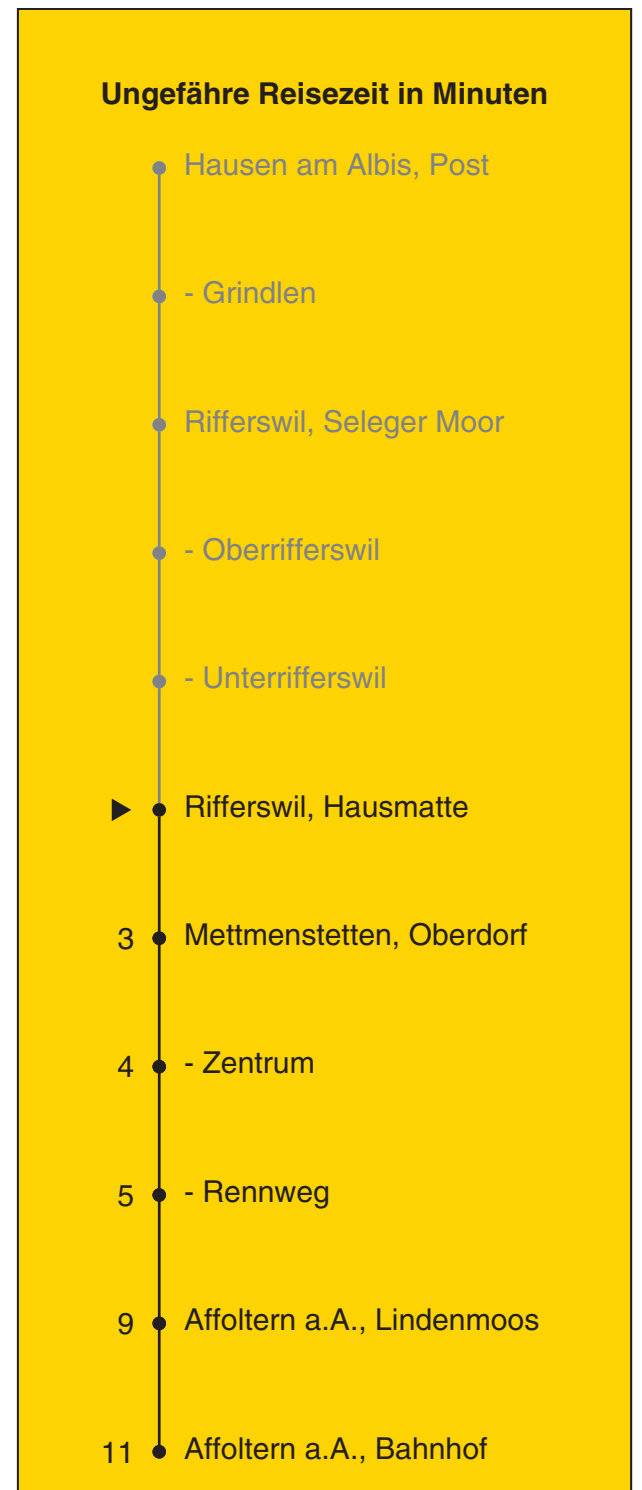 Ungefähre Reisezeit in Minuten
Hausen am Albis, Post
- Grindlen
Rifferswil, Seleger Moor
- Oberrifferswil
- Unterrifferswil
Rifferswil, Hausmatte
3 Mettmenstetten, Oberdorf
4 - Zentrum
5 - Rennweg
9 Affoltern a.A., Lindenmoos
11 Affoltern a.A., Bahnhof